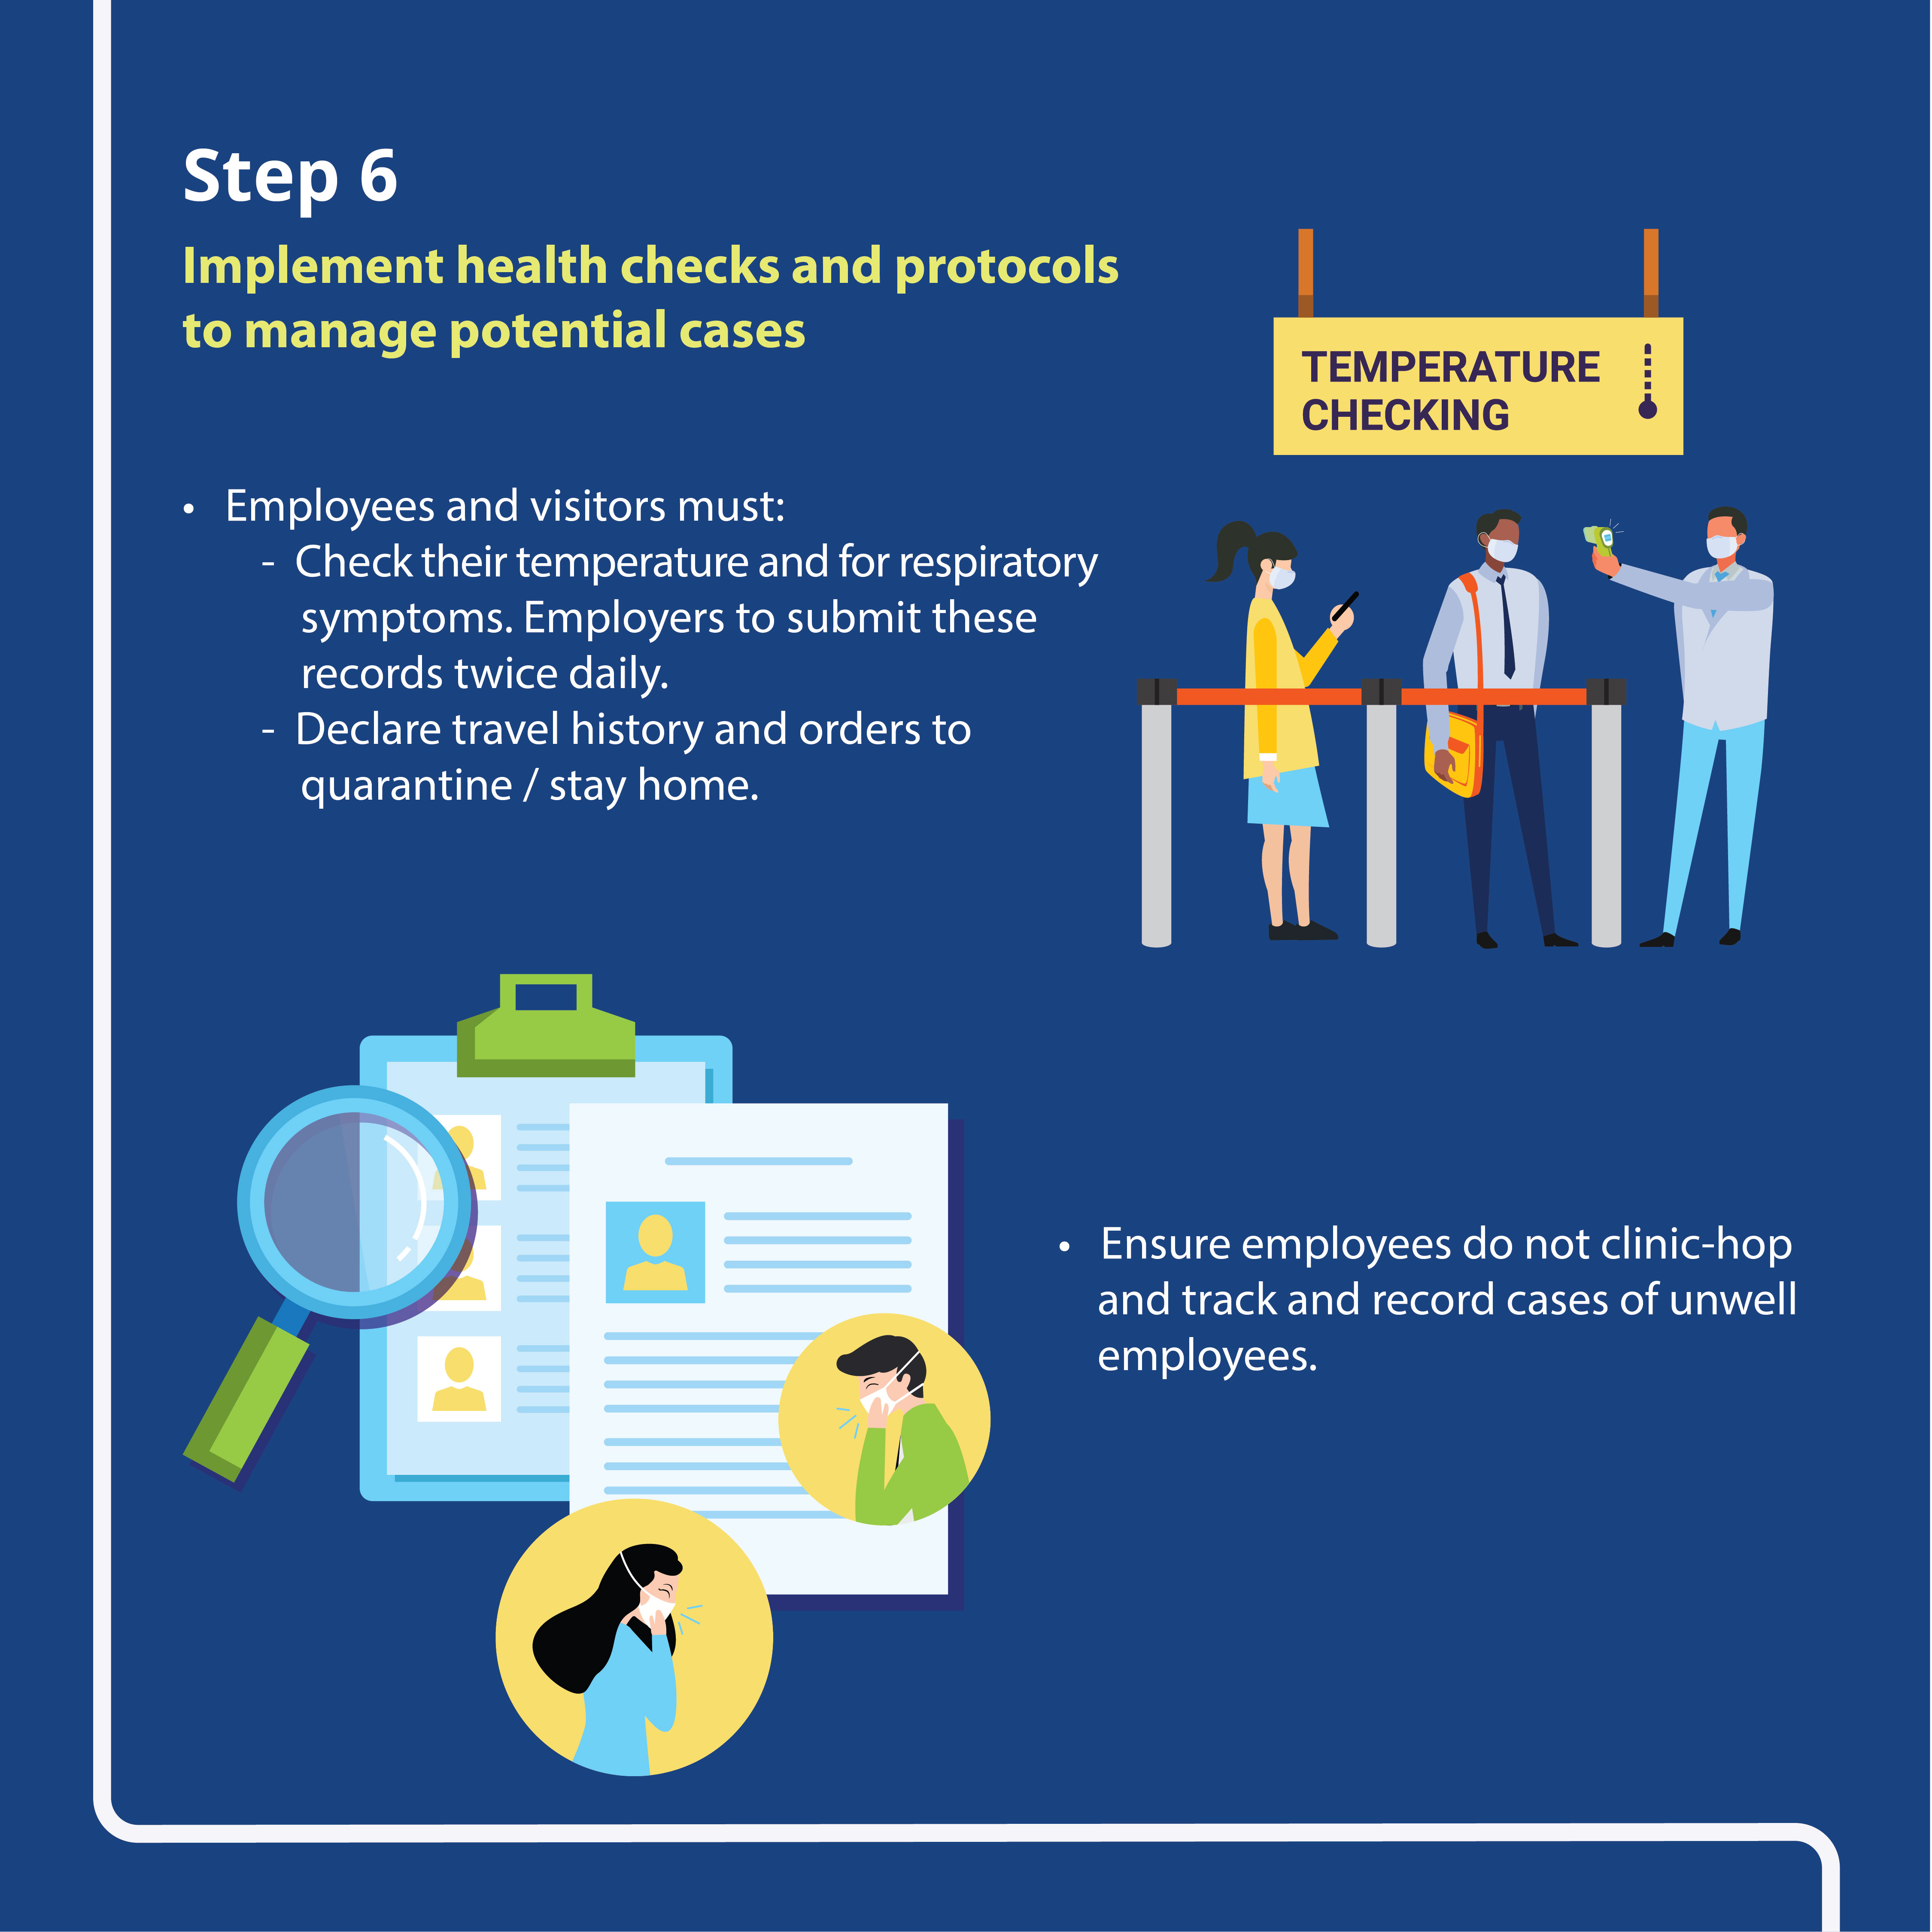 Step 6
Implement health checks and protocols
to manage potential cases
TEMPERATURE
CHECKING
• Employees and visitors must:
- Check their temperature and for respiratory
symptoms. Employers to submit these
records twice daily.
- Declare travel history and orders to
quarantine / stay home.
• Ensure employees do not clinic-hop
and track and record cases of unwell
employees.